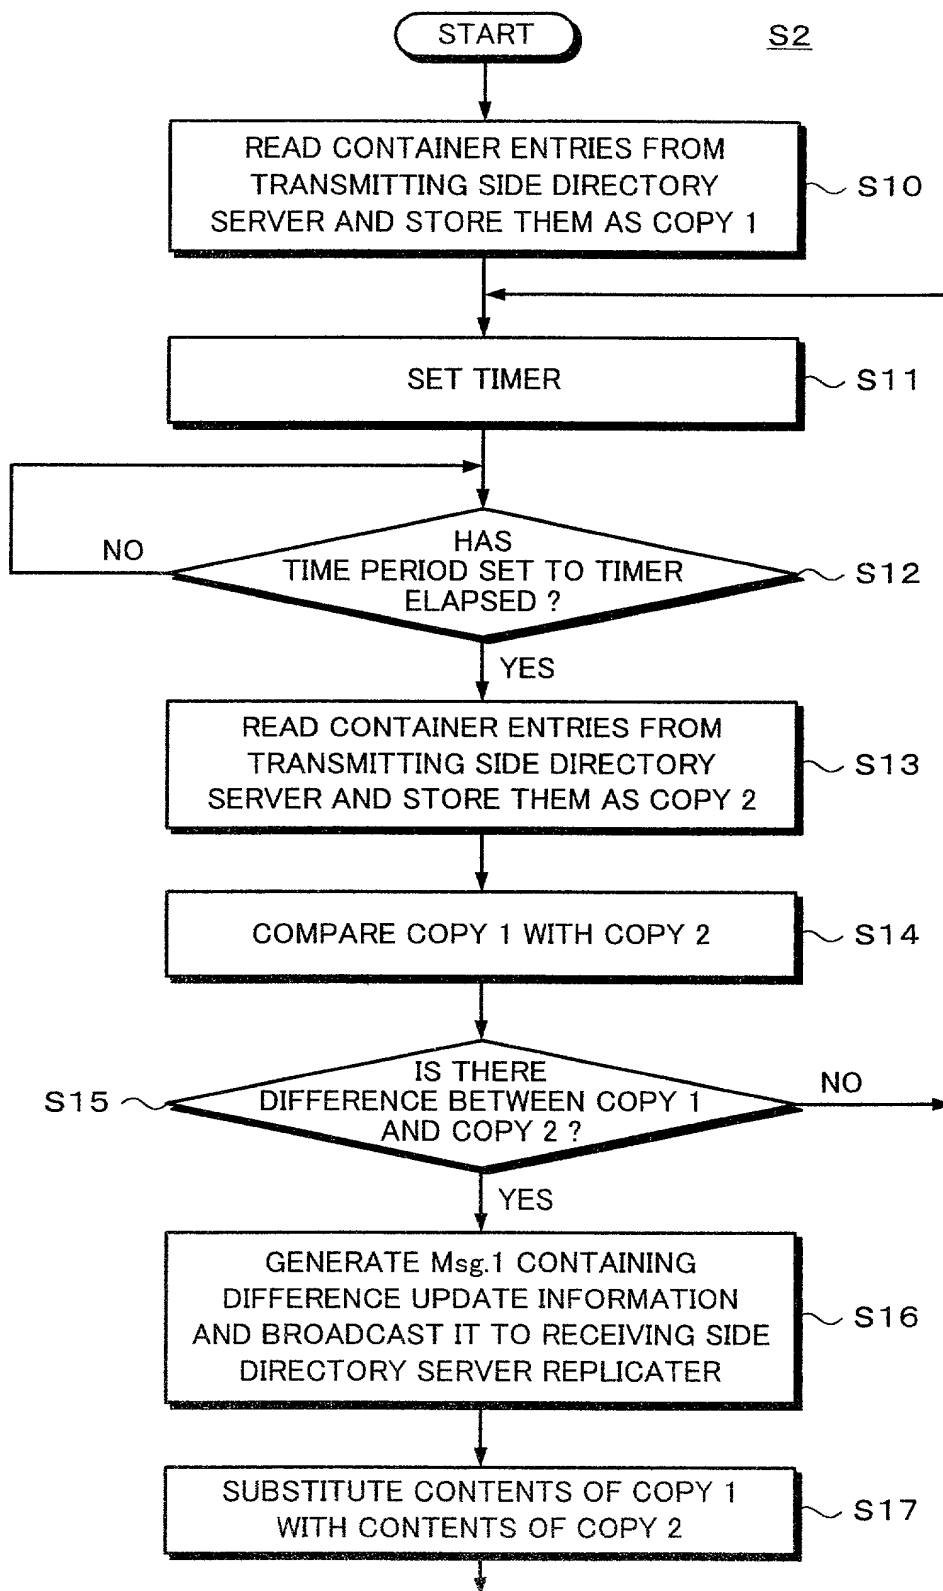 START
S2
READ CONTAINER ENTRIES FROM
TRANSMITTING SIDE DIRECTORY
SERVER AND STORE THEM AS COPY 1
S10
SET TIMER
S11
NO
HAS
TIME PERIOD SET TO TIMER
ELAPSED ?
S12
YES
READ CONTAINER ENTRIES FROM
TRANSMITTING SIDE DIRECTORY
SERVER AND STORE THEM AS COPY 2
S13
COMPARE COPY 1 WITH COPY 2
S14
S15
IS THERE
DIFFERENCE BETWEEN COPY 1
AND COPY 2 ?
NO
YES
GENERATE Msg.1 CONTAINING
DIFFERENCE UPDATE INFORMATION
AND BROADCAST IT TO RECEIVING SIDE
DIRECTORY SERVER REPLICATER
S16
SUBSTITUTE CONTENTS OF COPY 1
WITH CONTENTS OF COPY 2
S17